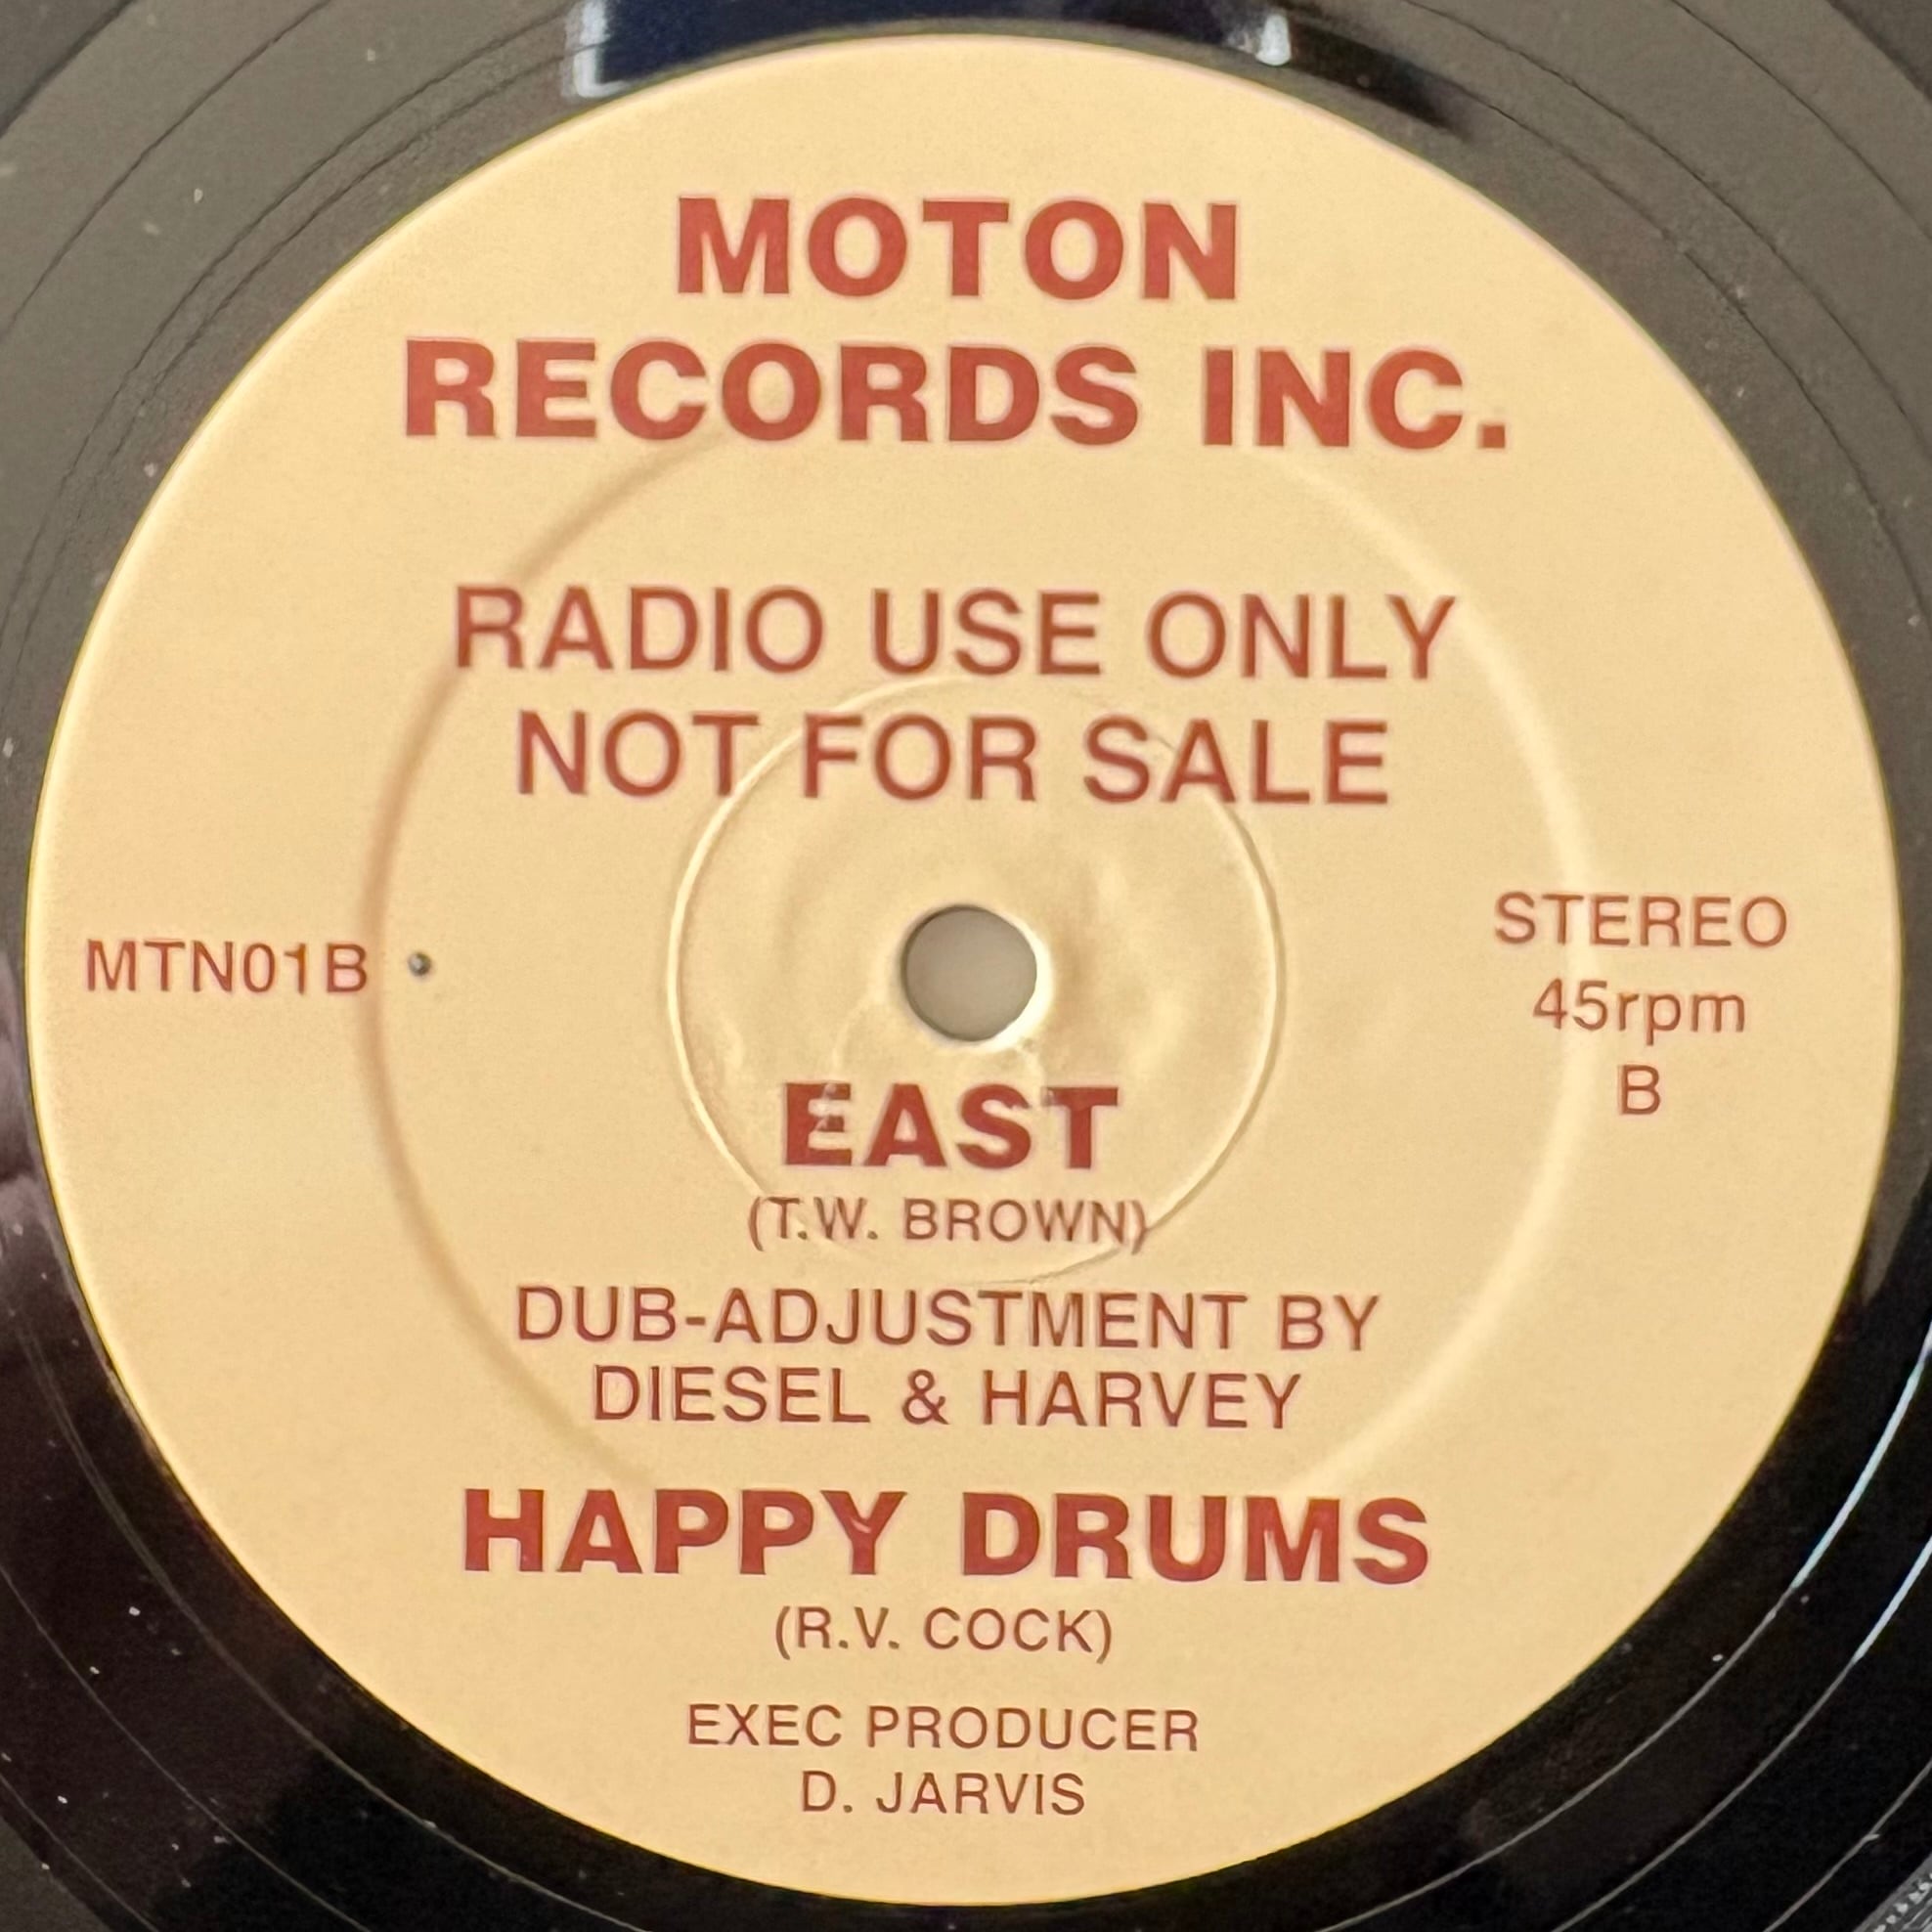 MOTON
RECORDS INC.
RADIO USE ONLY
NOT FOR SALE
MTN01B
STEREO
45rpm
B
EAST
(T.W. BROWN)
DUB-ADJUSTMENT BY
DIESEL & HARVEY
HAPPY DRUMS
(R.V. COCK)
EXEC PRODUCER
D. JARVIS